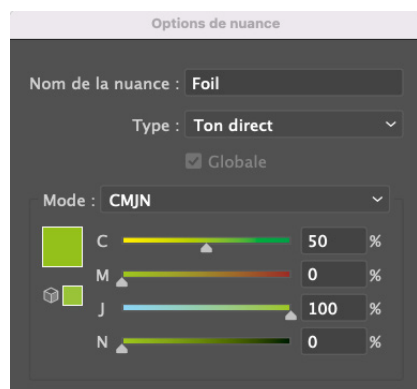 Options de nuance
Nom de la nuance : Foil
Type : Ton direct
Globale
Mode : CMJN
C 50 %
M 0 %
J 100 %
N 0 %